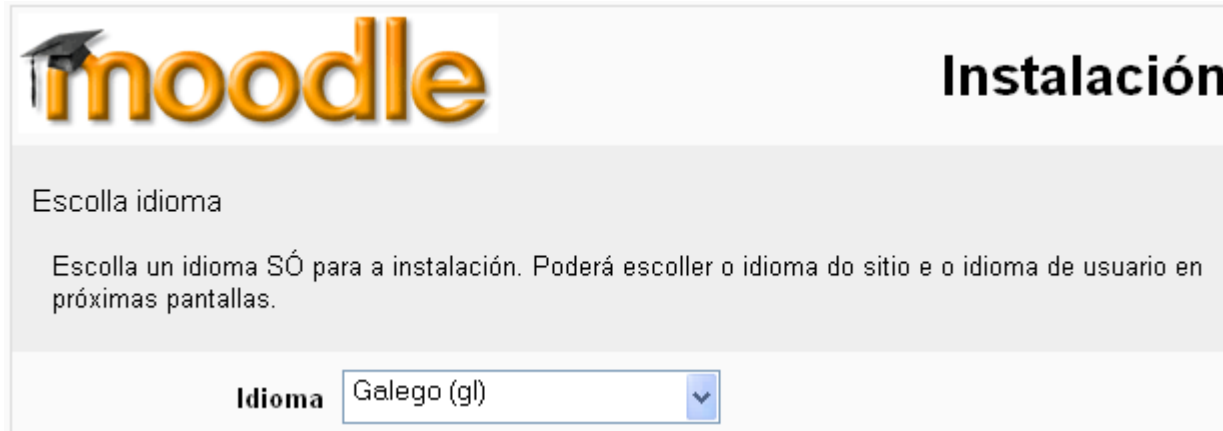 moodle
Instalación
Escolla idioma
Escolla un idioma SÓ para a instalación. Poderá escoller o idioma do sitio e o idioma de usuario en
próximas pantallas.
Idioma Galego (gl)